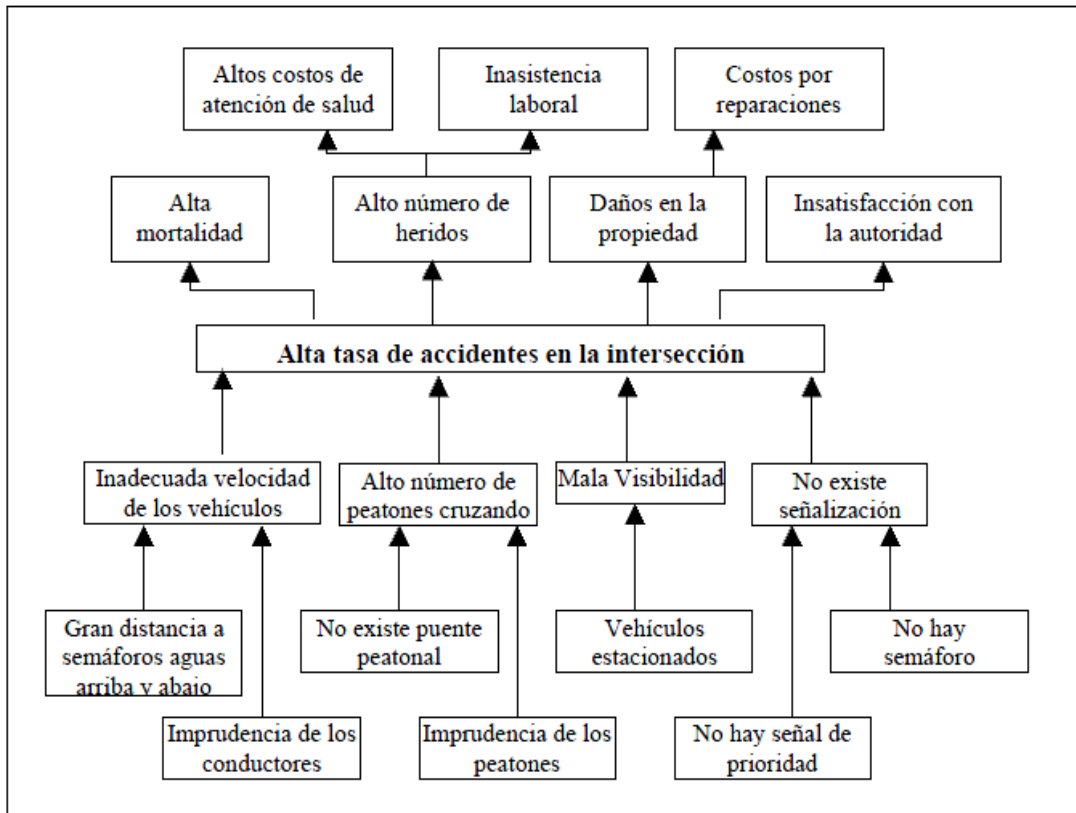 Altos costos de
atención de salud
Inasistencia
laboral
Costos por
reparaciones
Alta
mortalidad
Alto número de
heridos
Daños en la
propiedad
Insatisfacción con
la autoridad
Alta tasa de accidentes en la intersección
Inadecuada velocidad
de los vehículos
Alto número de
peatones cruzando
Mala Visibilidad
No existe
señalización
Gran distancia a
semáforos aguas
arriba y abajo
No existe puente
peatonal
Vehículos
estacionados
No hay
semáforo
Imprudencia de los
conductores
Imprudencia de los
peatones
No hay señal de
prioridad